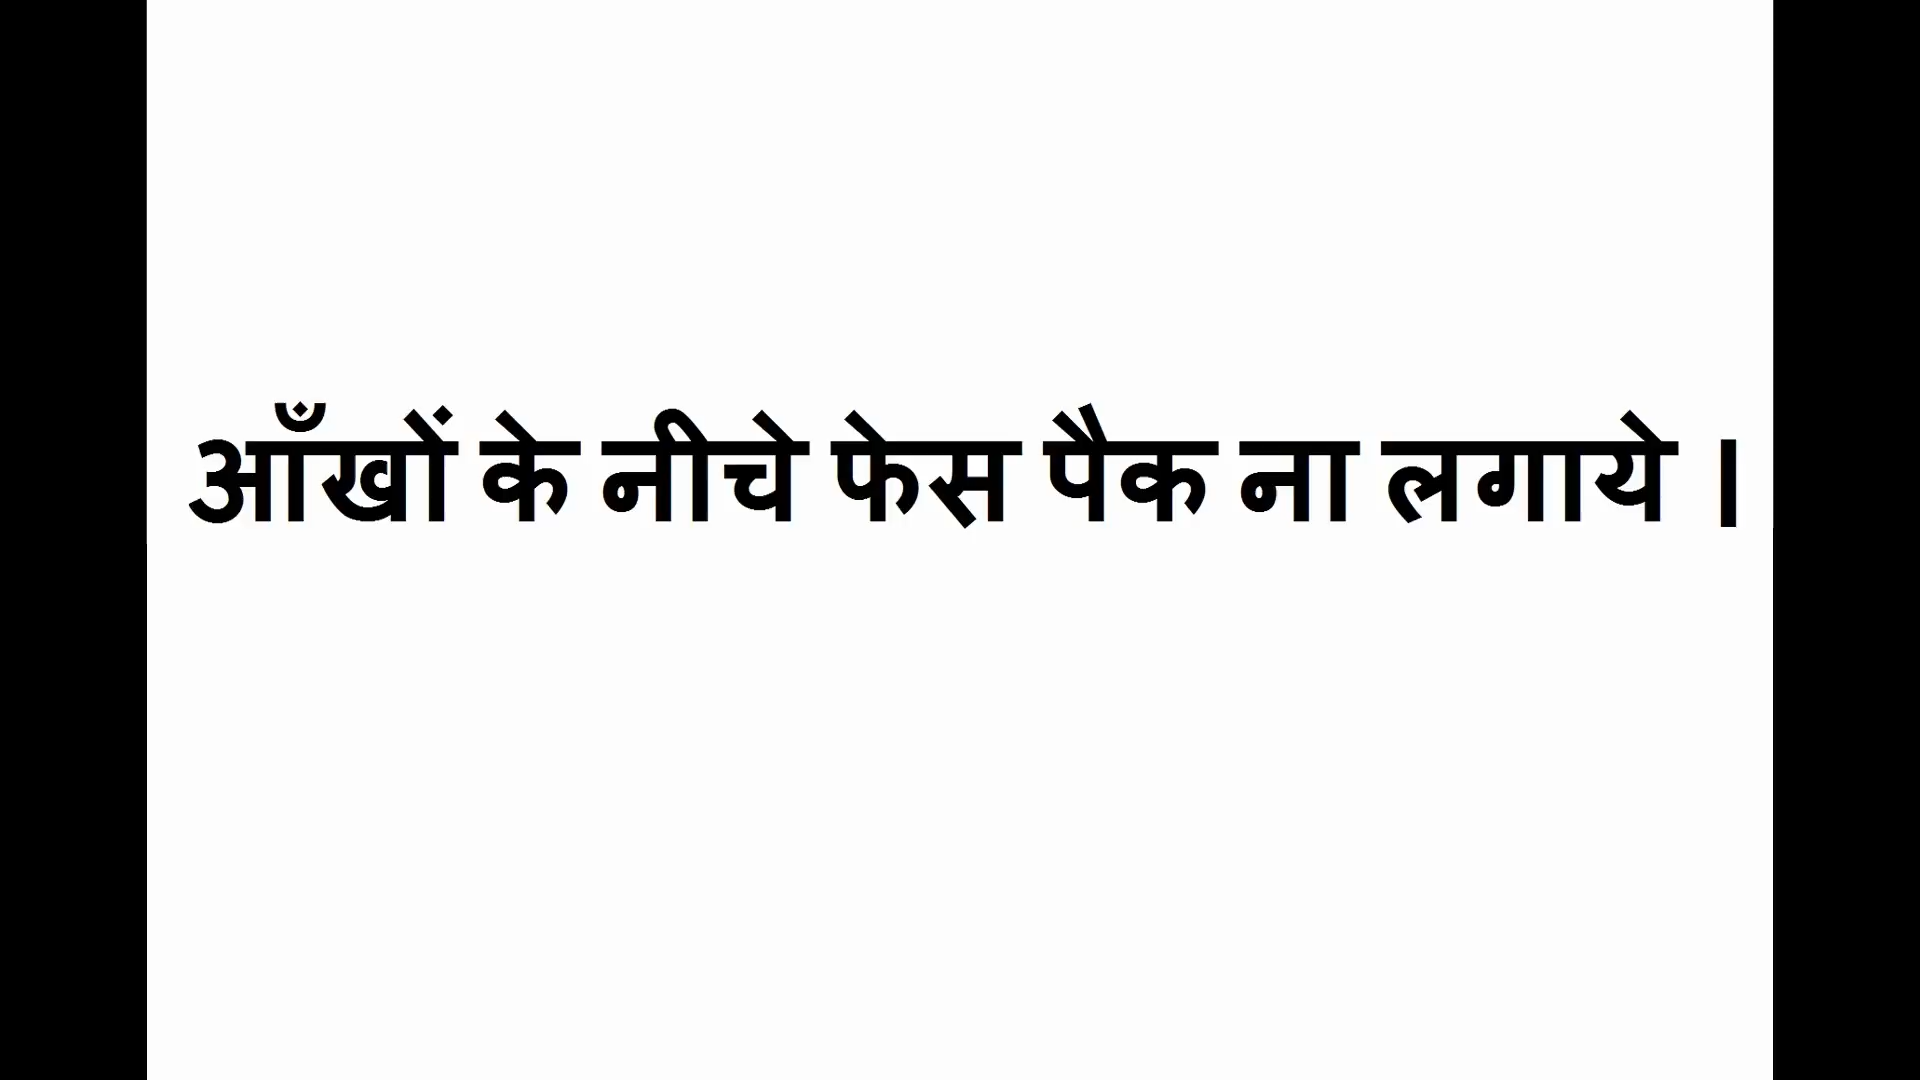 आँखों के नीचे फेस पैक ना लगाये ।